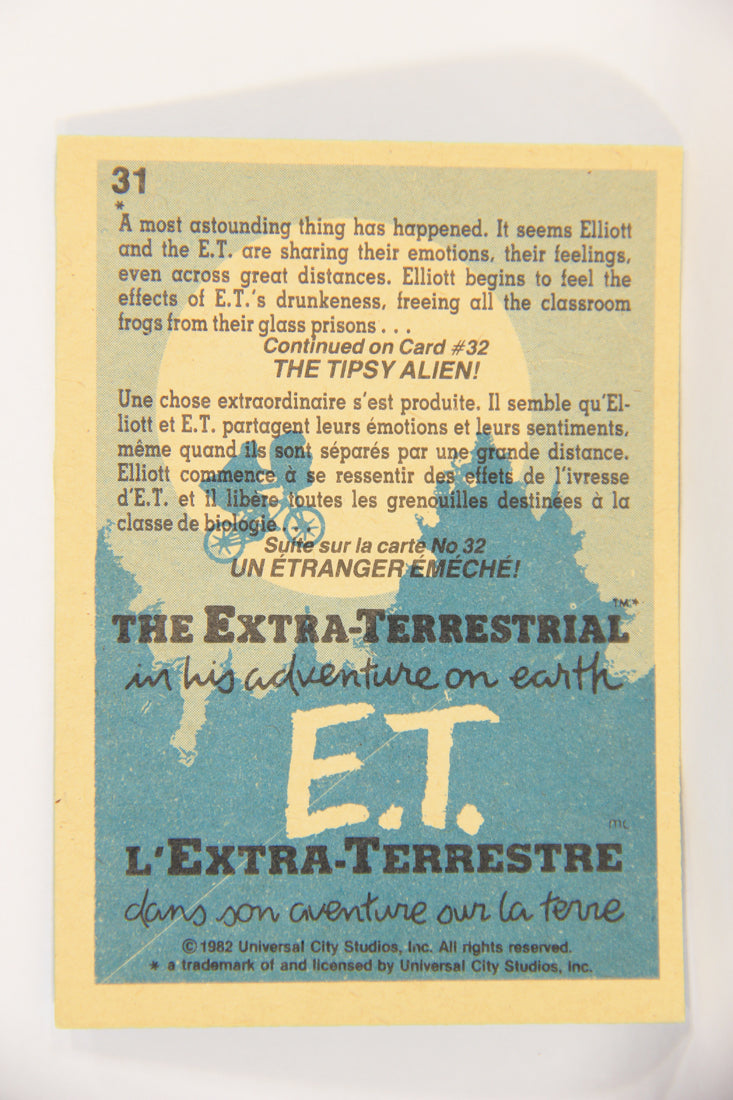 31
*
A most astounding thing has happened. It seems Elliott
and the E.T. are sharing their emotions, their feelings,
even across great distances. Elliott begins to feel the
effects of E.T.'s drunkeness, freeing all the classroom
frogs from their glass prisons . . .
Continued on Card #32
THE TIPSY ALIEN!
Une chose extraordinaire s'est produite. Il semble qu'El-
liott et E.T. partagent leurs émotions et leurs sentiments,
même quand ils sont séparés par une grande distance.
Elliott commence à se ressentir des effets de l'ivresse
d'E.T. et il libère toutes les grenouilles destinées à la
classe de biologie . . .
Suite sur la carte No 32
UN ÉTRANGER ÉMÉCHÉ!
THE EXTRA-TERRESTRIAL™*
in his adventure on earth
E.T.
mc
L'EXTRA-TERRESTRE
dans son aventure sur la terre
© 1982 Universal City Studios, Inc. All rights reserved.
* a trademark of and licensed by Universal City Studios, Inc.